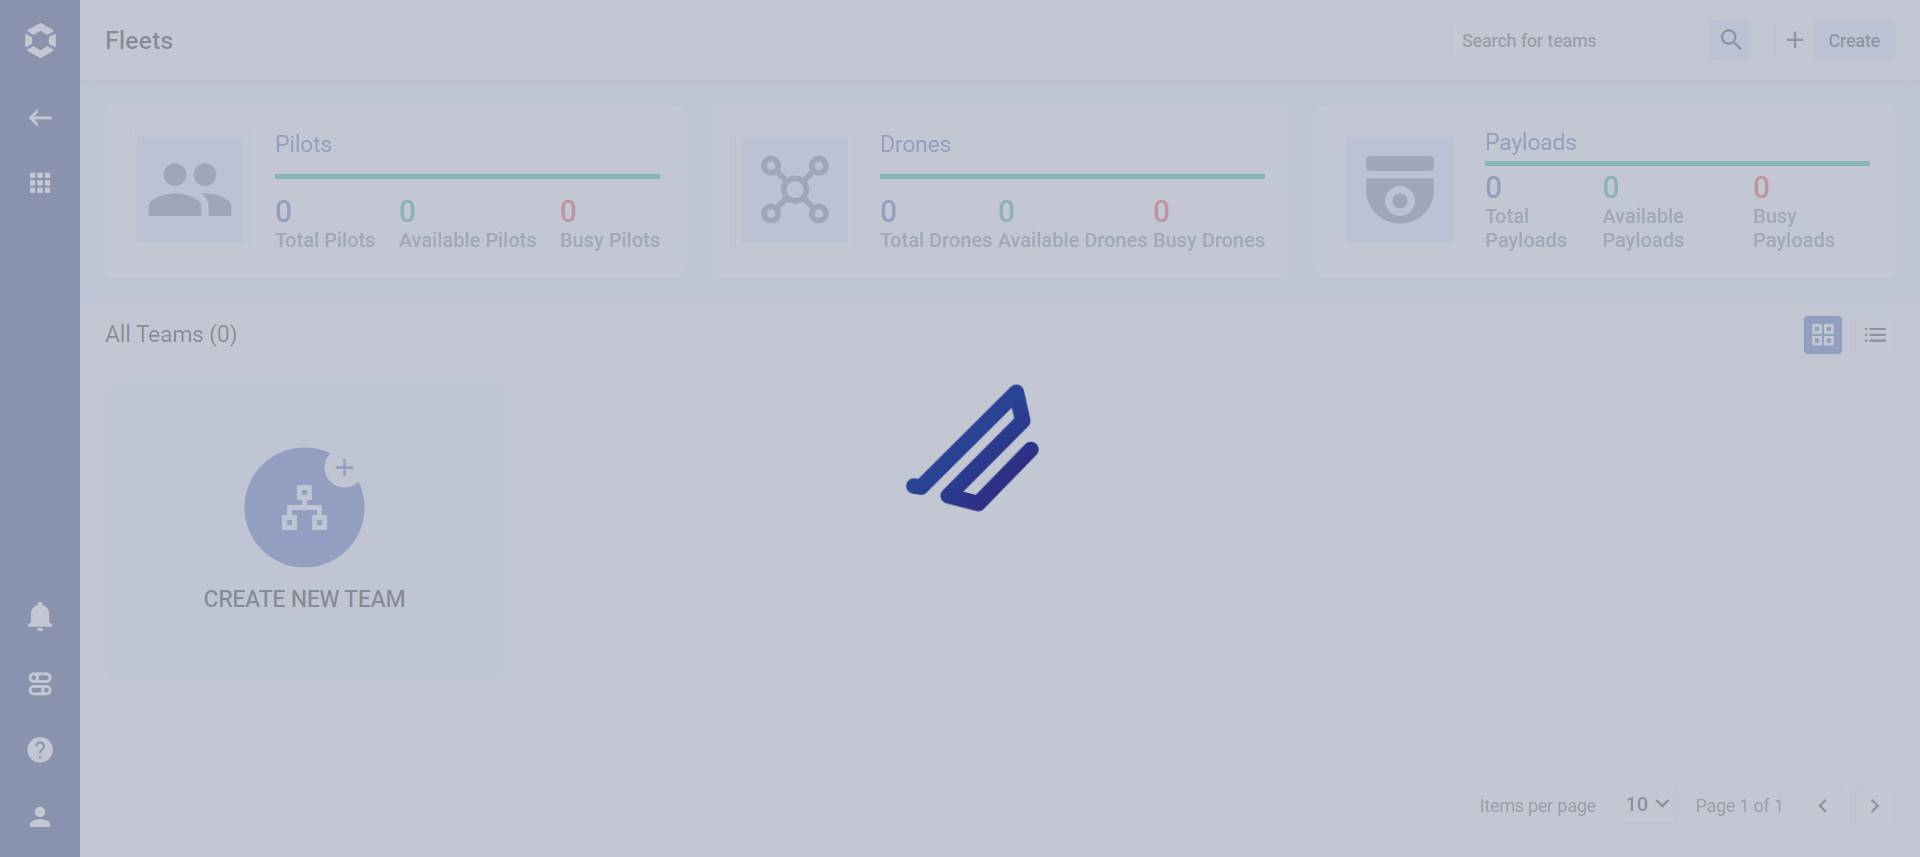 Fleets
Search for teams
Create
Pilots
0 0 0
Total Pilots Available Pilots Busy Pilots
Drones
0 0 0
Total Drones Available Drones Busy Drones
Payloads
0 0 0
Total Available Busy
Payloads Payloads Payloads
All Teams (0)
CREATE NEW TEAM
Items per page 10 Page 1 of 1